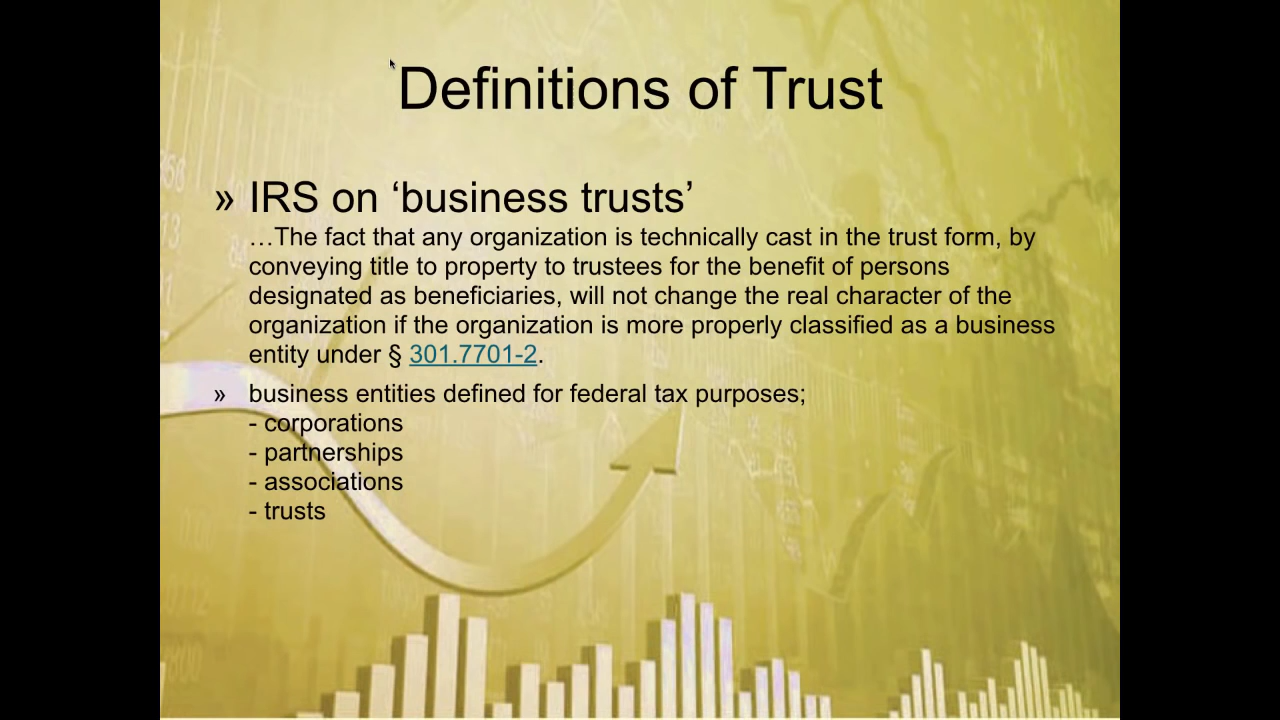 Definitions of Trust
» IRS on ‘business trusts’
…The fact that any organization is technically cast in the trust form, by
conveying title to property to trustees for the benefit of persons
designated as beneficiaries, will not change the real character of the
organization if the organization is more properly classified as a business
entity under § 301.7701-2.
» business entities defined for federal tax purposes;
- corporations
- partnerships
- associations
- trusts